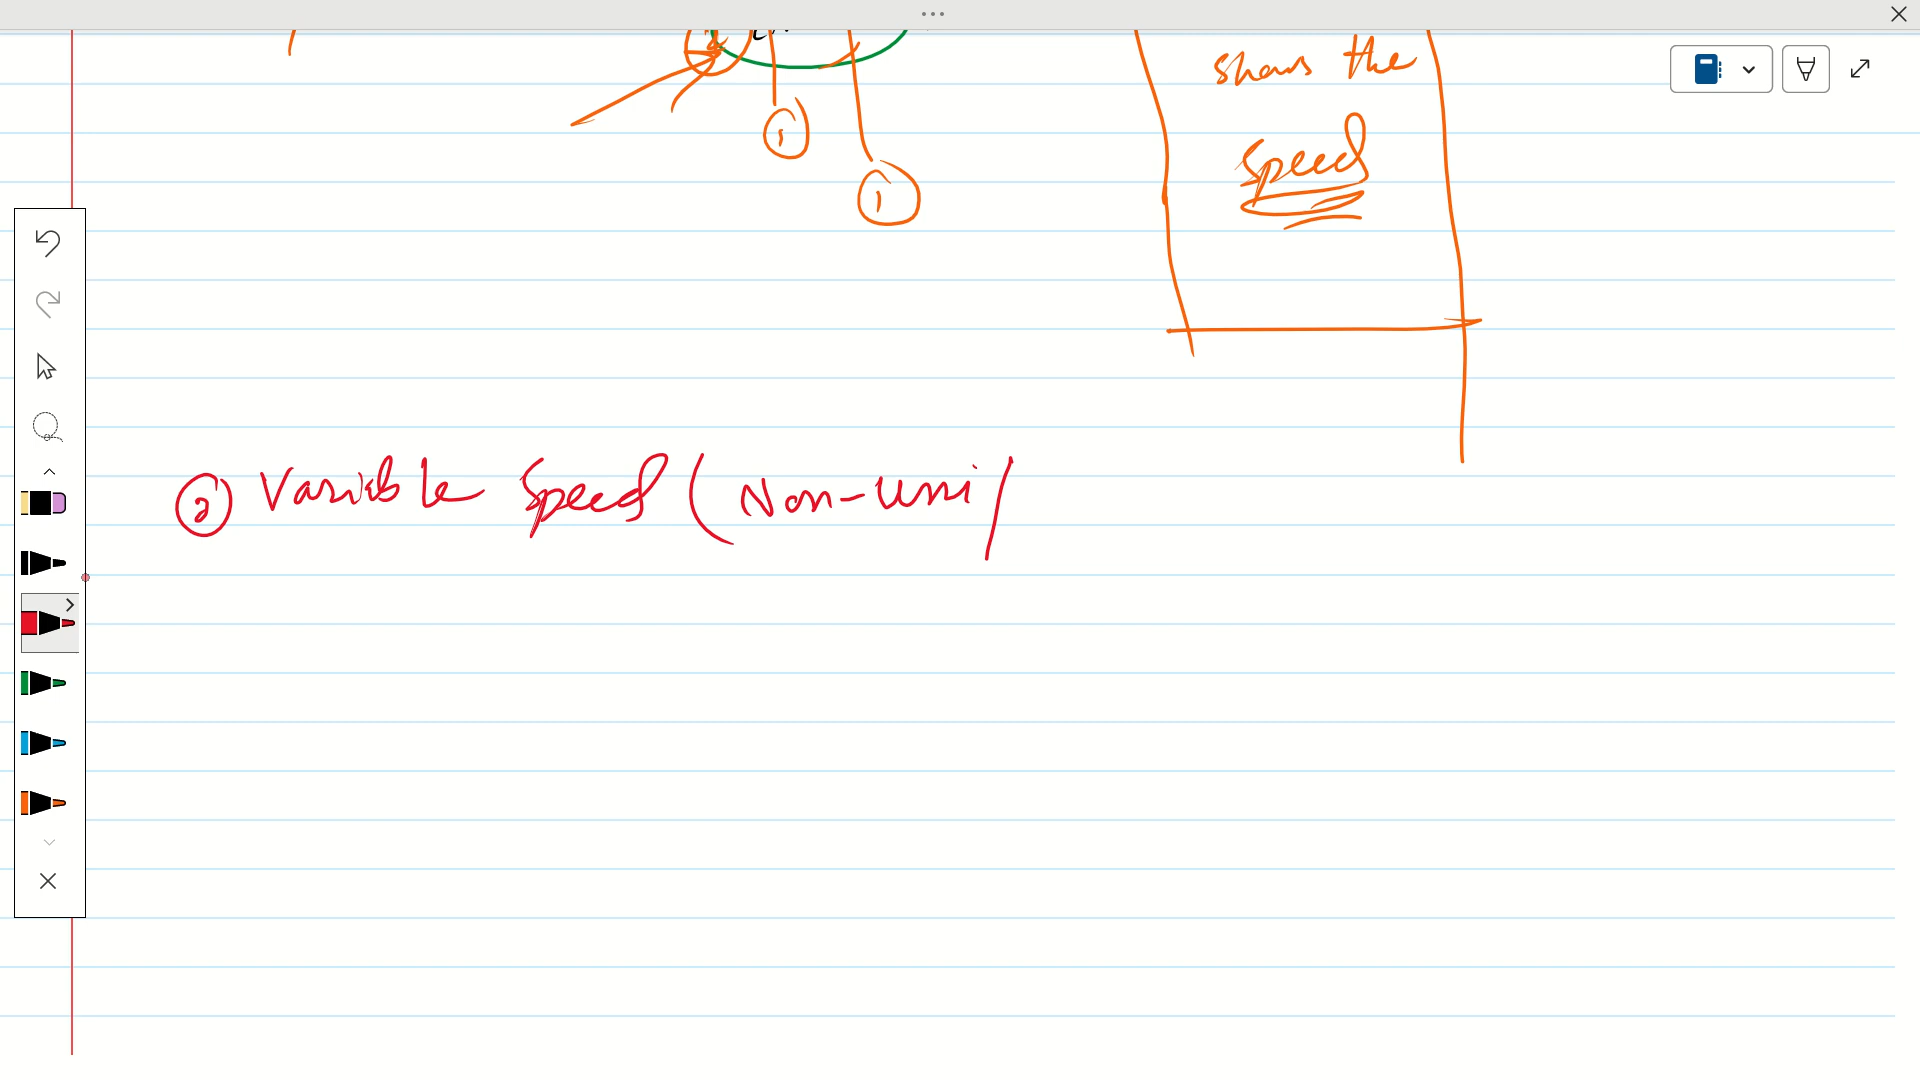 shows the
speed
①
①
② Variable Speed (Non-uni